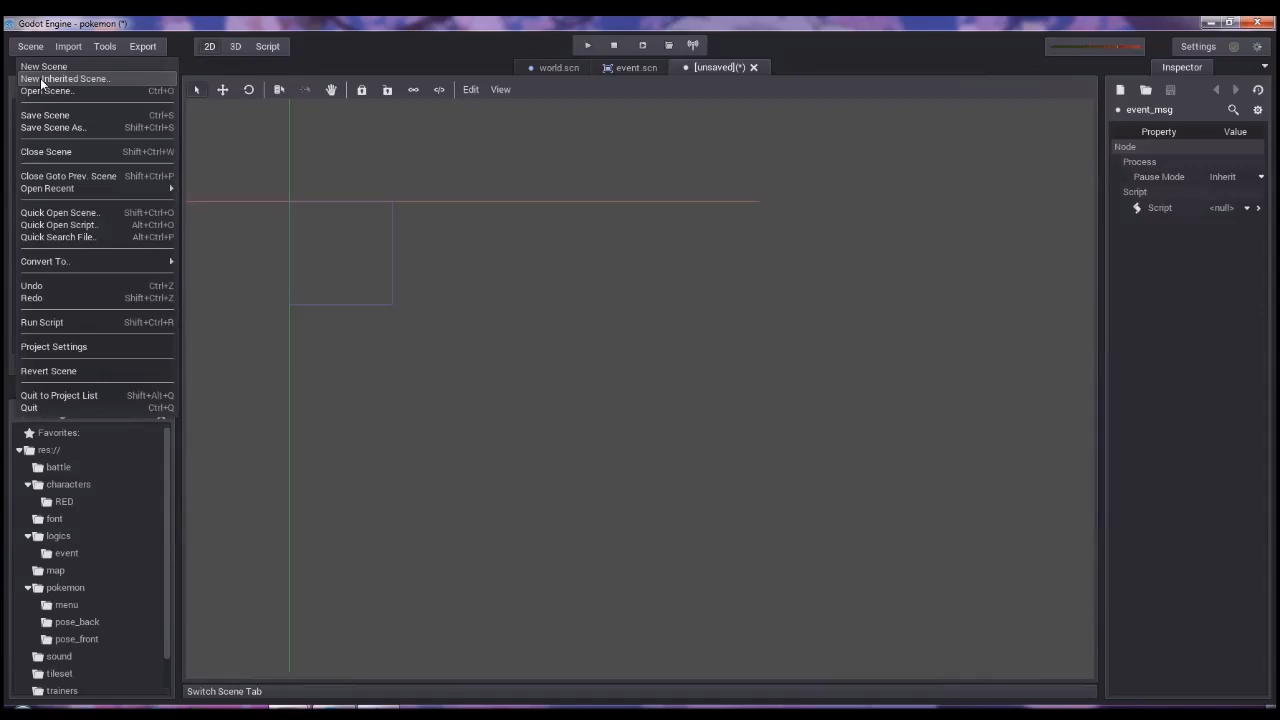 Godot Engine - pokemon (*)
Scene Import Tools Export 2D 3D Script Settings
world.scn event.scn [unsaved](*) Inspector
New Scene
New Inherited Scene..
Open Scene.. Ctrl+O
Save Scene Ctrl+S
Save Scene As.. Shift+Ctrl+S
Close Scene Shift+Ctrl+W
Close Goto Prev. Scene Shift+Ctrl+P
Open Recent
Quick Open Scene.. Shift+Ctrl+O
Quick Open Script.. Alt+Ctrl+O
Quick Search File.. Alt+Ctrl+P
Convert To..
Undo Ctrl+Z
Redo Shift+Ctrl+Z
Run Script Shift+Ctrl+R
Project Settings
Revert Scene
Quit to Project List Shift+Alt+Q
Quit Ctrl+Q
Favorites:
res://
battle
characters
RED
font
logics
event
map
pokemon
menu
pose_back
pose_front
sound
tileset
trainers
Edit View
Switch Scene Tab
event_msg
Property Value
Node
Process
Pause Mode Inherit
Script
Script <null>